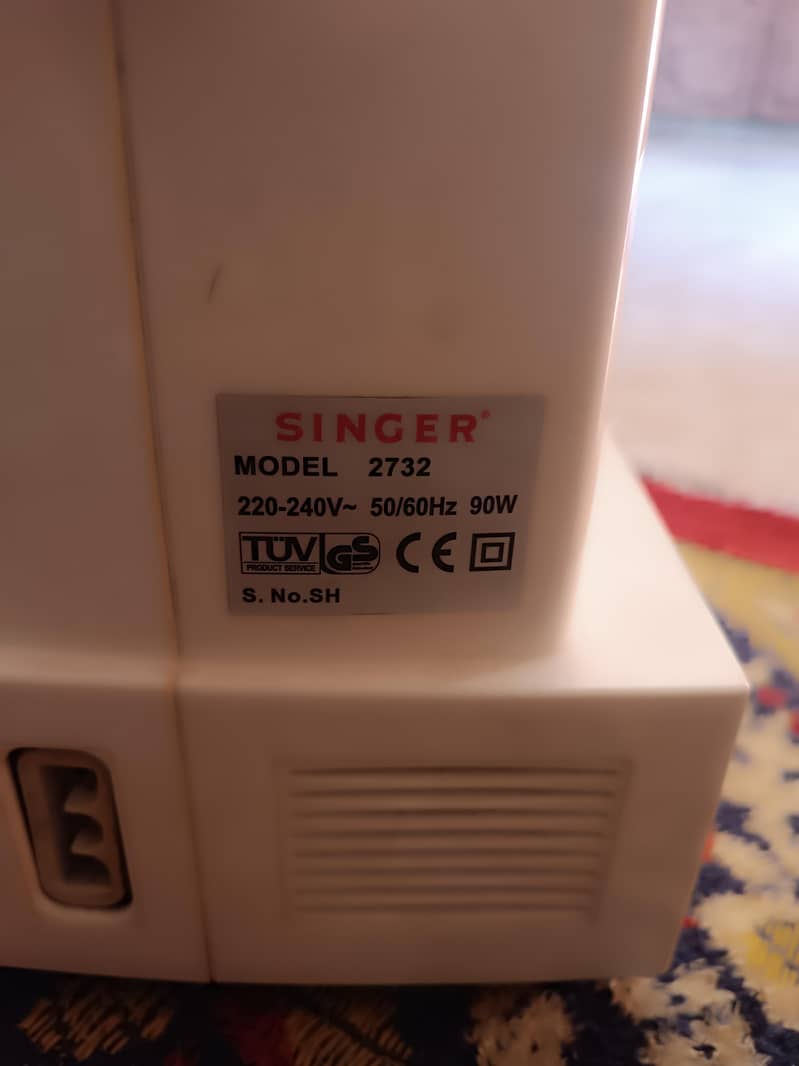 SINGER®
MODEL 2732
220-240V~ 50/60Hz 90W
TÜV PRODUCT SERVICE GS CE
S. No.SH